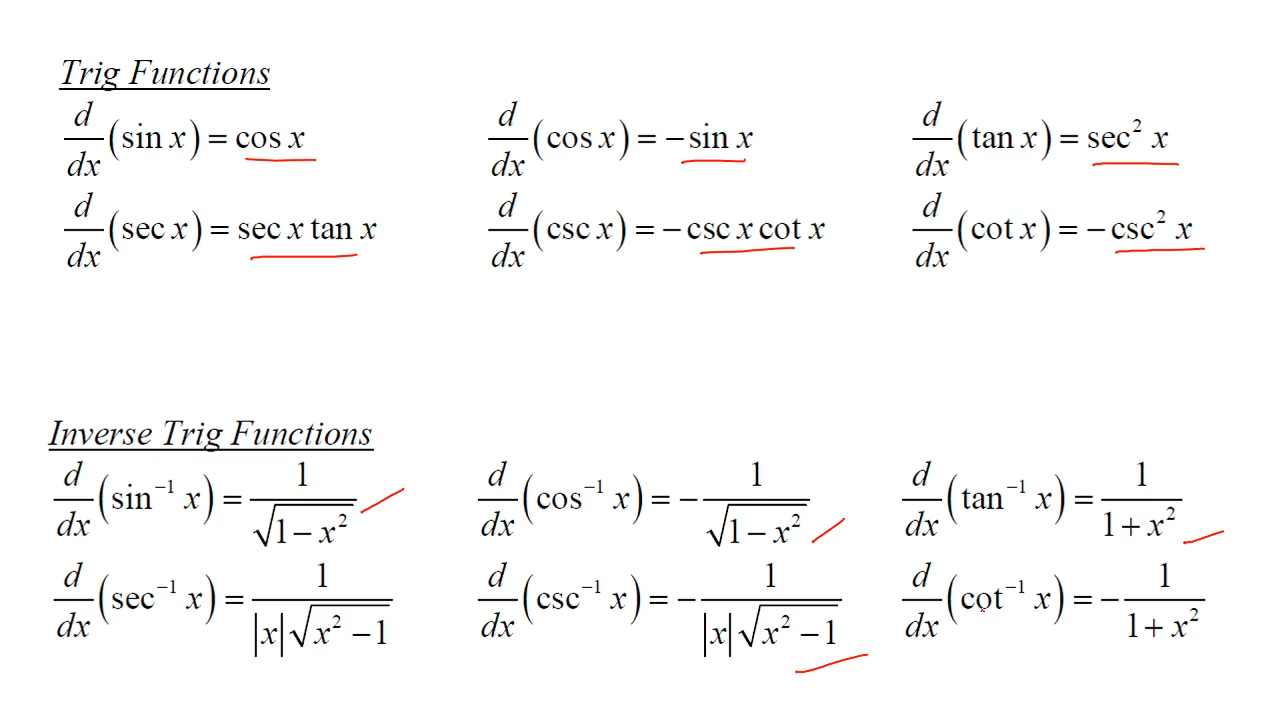 Trig Functions
d/dx (sin x) = cos x    d/dx (cos x) = − sin x    d/dx (tan x) = sec² x
d/dx (sec x) = sec x tan x    d/dx (csc x) = − csc x cot x    d/dx (cot x) = − csc² x
Inverse Trig Functions
d/dx (sin⁻¹ x) = 1/√(1 − x²)    d/dx (cos⁻¹ x) = − 1/√(1 − x²)    d/dx (tan⁻¹ x) = 1/(1 + x²)
d/dx (sec⁻¹ x) = 1/(|x|√(x² − 1))    d/dx (csc⁻¹ x) = − 1/(|x|√(x² − 1))    d/dx (cot⁻¹ x) = − 1/(1 + x²)